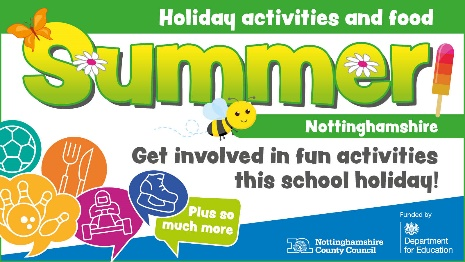 Holiday activities and food
Summer
Nottinghamshire
Get involved in fun activities
this school holiday!
Plus so
much more
Funded by
Nottinghamshire
County Council
Department
for Education